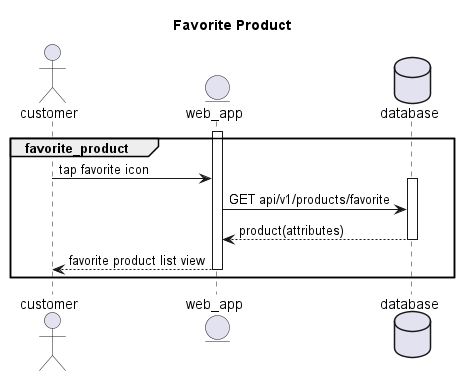 Favorite Product
customer
web_app
database
favorite_product
tap favorite icon
GET api/v1/products/favorite
product(attributes)
favorite product list view
customer
web_app
database